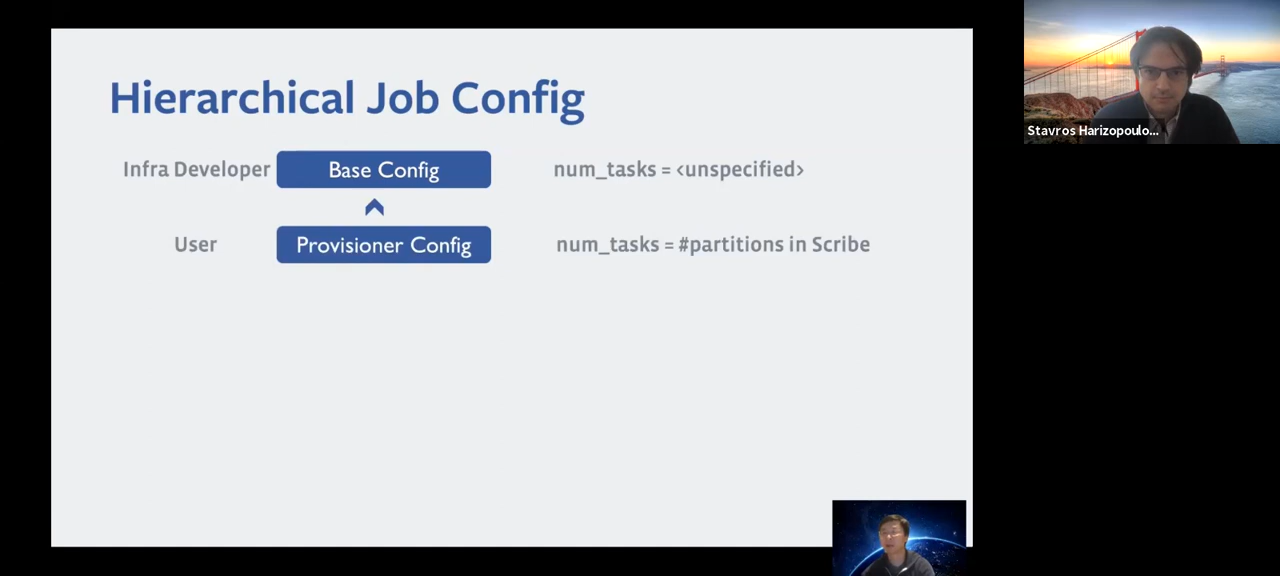 Hierarchical Job Config
Infra Developer Base Config num_tasks = <unspecified>
User Provisioner Config num_tasks = #partitions in Scribe
Stavros Harizopoulo...